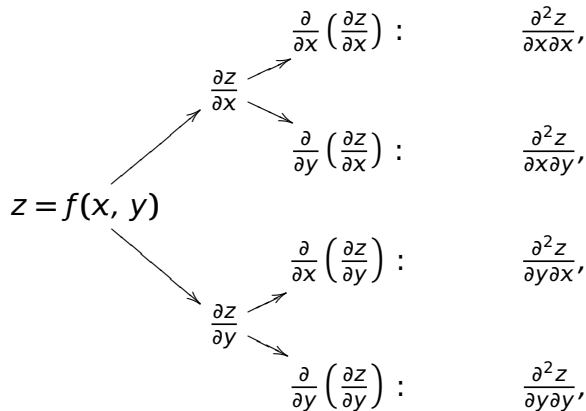 ∂/∂x (∂z/∂x) : ∂²z/∂x∂x,
∂z/∂x
∂/∂y (∂z/∂x) : ∂²z/∂x∂y,
z = f(x, y)
∂/∂x (∂z/∂y) : ∂²z/∂y∂x,
∂z/∂y
∂/∂y (∂z/∂y) : ∂²z/∂y∂y,